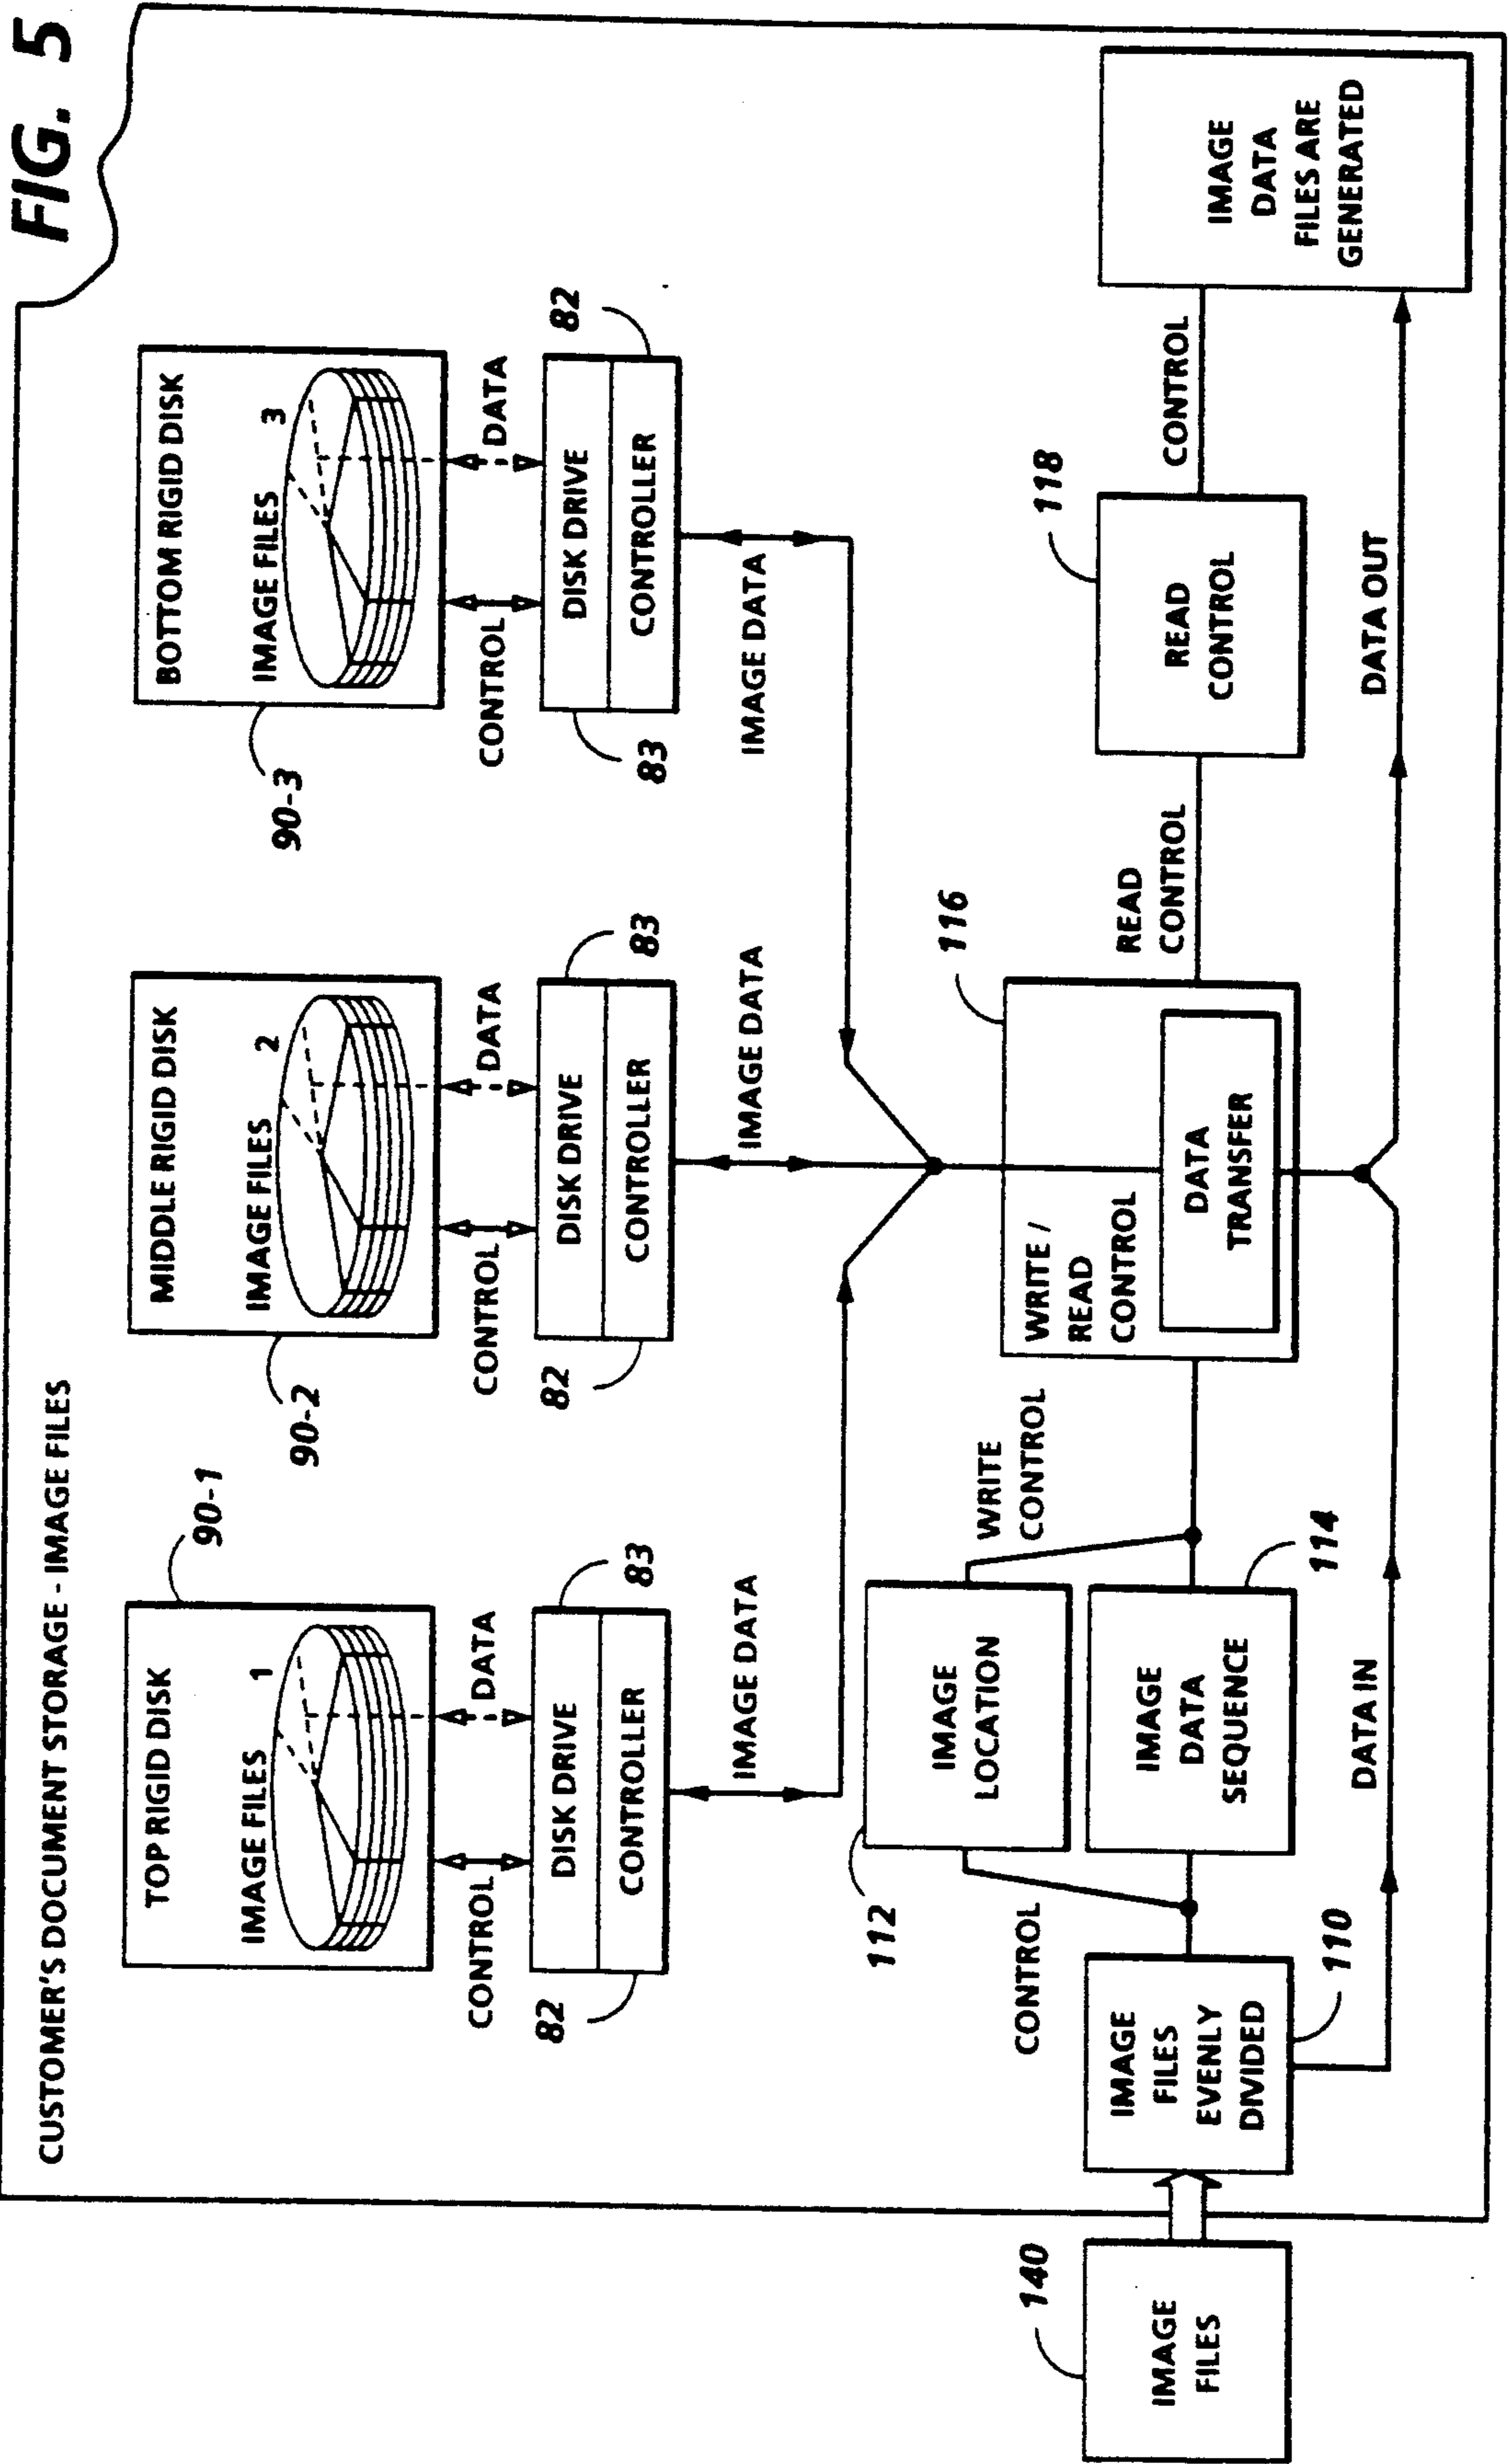 FIG. 5
CUSTOMER'S DOCUMENT STORAGE - IMAGE FILES
90-1
TOP RIGID DISK
IMAGE FILES
1
CONTROL
DATA
DISK DRIVE
CONTROLLER
82
83
IMAGE DATA
90-2
MIDDLE RIGID DISK
IMAGE FILES
2
CONTROL
DATA
DISK DRIVE
CONTROLLER
82
83
IMAGE DATA
90-3
BOTTOM RIGID DISK
IMAGE FILES
3
CONTROL
DATA
DISK DRIVE
CONTROLLER
83
82
IMAGE DATA
140
IMAGE
FILES
IMAGE
FILES
EVENLY
DIVIDED
110
CONTROL
112
IMAGE
LOCATION
IMAGE
DATA
SEQUENCE
114
WRITE
CONTROL
DATA IN
116
WRITE /
READ
CONTROL
DATA
TRANSFER
READ
CONTROL
118
READ
CONTROL
CONTROL
DATA OUT
IMAGE
DATA
FILES ARE
GENERATED